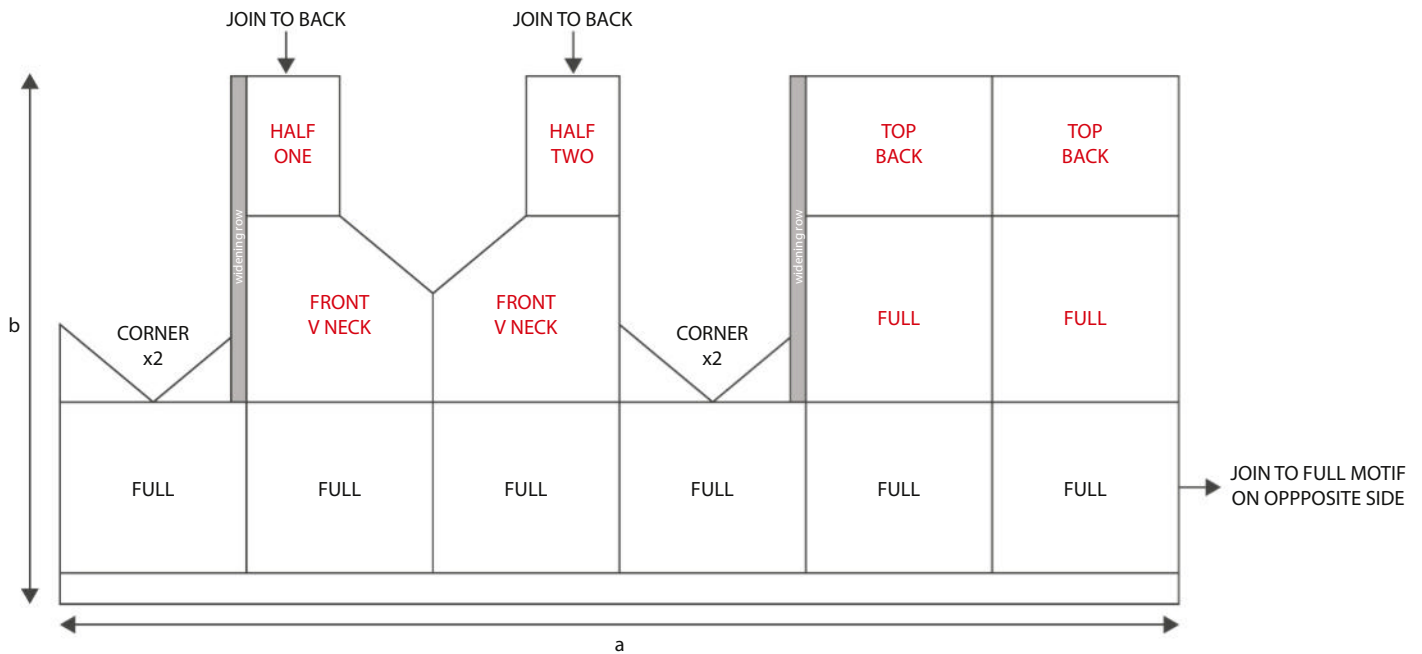 JOIN TO BACK
JOIN TO BACK
HALF
ONE
HALF
TWO
TOP
BACK
TOP
BACK
widening row
widening row
FRONT
V NECK
FRONT
V NECK
FULL
FULL
b
CORNER
x2
CORNER
x2
FULL
FULL
FULL
FULL
FULL
FULL
JOIN TO FULL MOTIF
ON OPPPOSITE SIDE
a